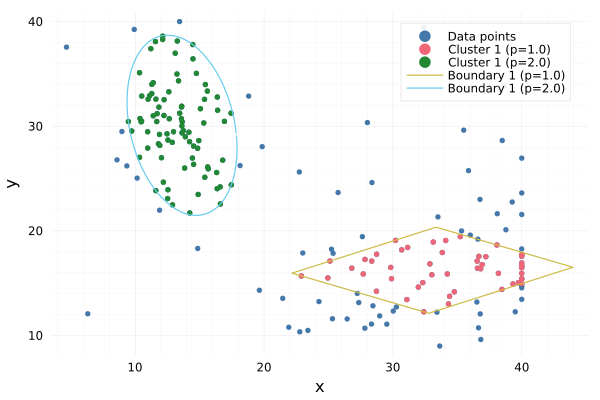 40
30
20
10
y
10
20
30
40
x
Data points
Cluster 1 (p=1.0)
Cluster 1 (p=2.0)
Boundary 1 (p=1.0)
Boundary 1 (p=2.0)